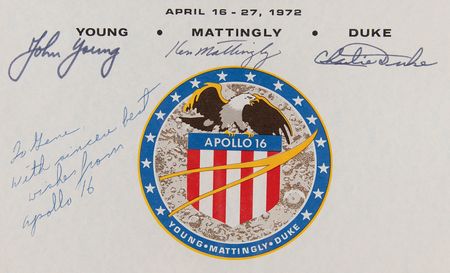 APRIL 16 - 27, 1972
YOUNG • MATTINGLY • DUKE
John Young Ken Mattingly Charlie Duke
To Gene
With sincere best
wishes from
Apollo 16
APOLLO 16
YOUNG • MATTINGLY • DUKE